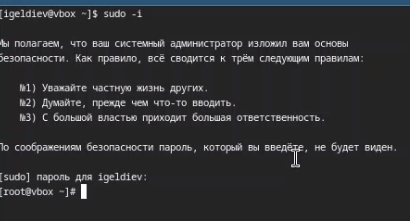 [igeldiev@vbox ~]$ sudo -i
Мы полагаем, что ваш системный администратор изложил вам основы
безопасности. Как правило, всё сводится к трём следующим правилам:
№1) Уважайте частную жизнь других.
№2) Думайте, прежде чем что-то вводить.
№3) С большой властью приходит большая ответственность.
По соображениям безопасности пароль, который вы введёте, не будет виден.
[sudo] пароль для igeldiev:
[root@vbox ~]#